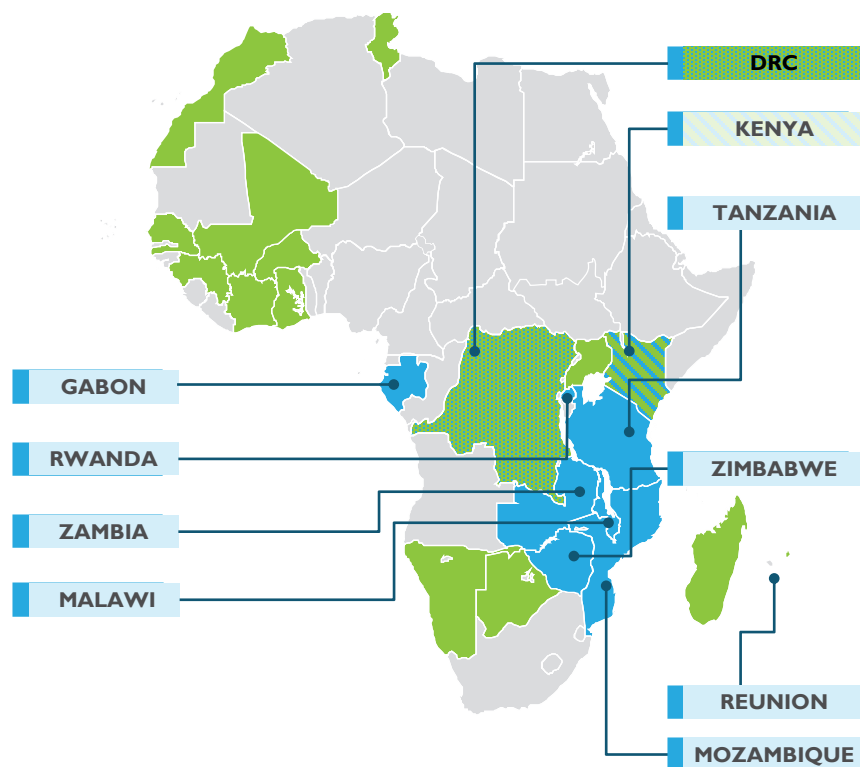 DRC
KENYA
TANZANIA
GABON
RWANDA
ZIMBABWE
ZAMBIA
MALAWI
REUNION
MOZAMBIQUE